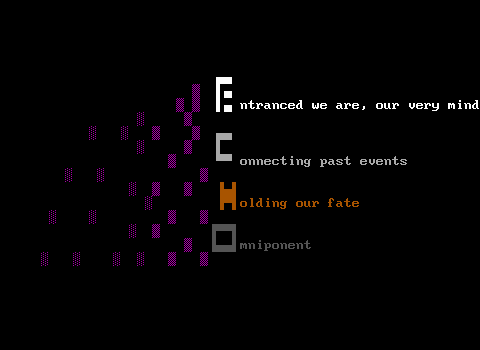 Entranced we are, our very mind
Connecting past events
Holding our fate
Omniponent